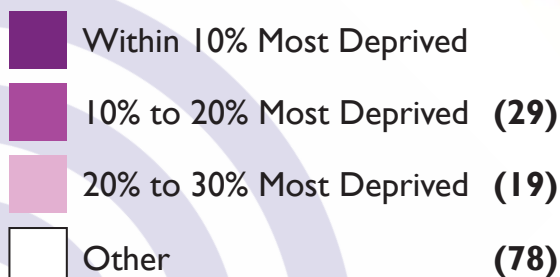 Within 10% Most Deprived
10% to 20% Most Deprived (29)
20% to 30% Most Deprived (19)
Other (78)